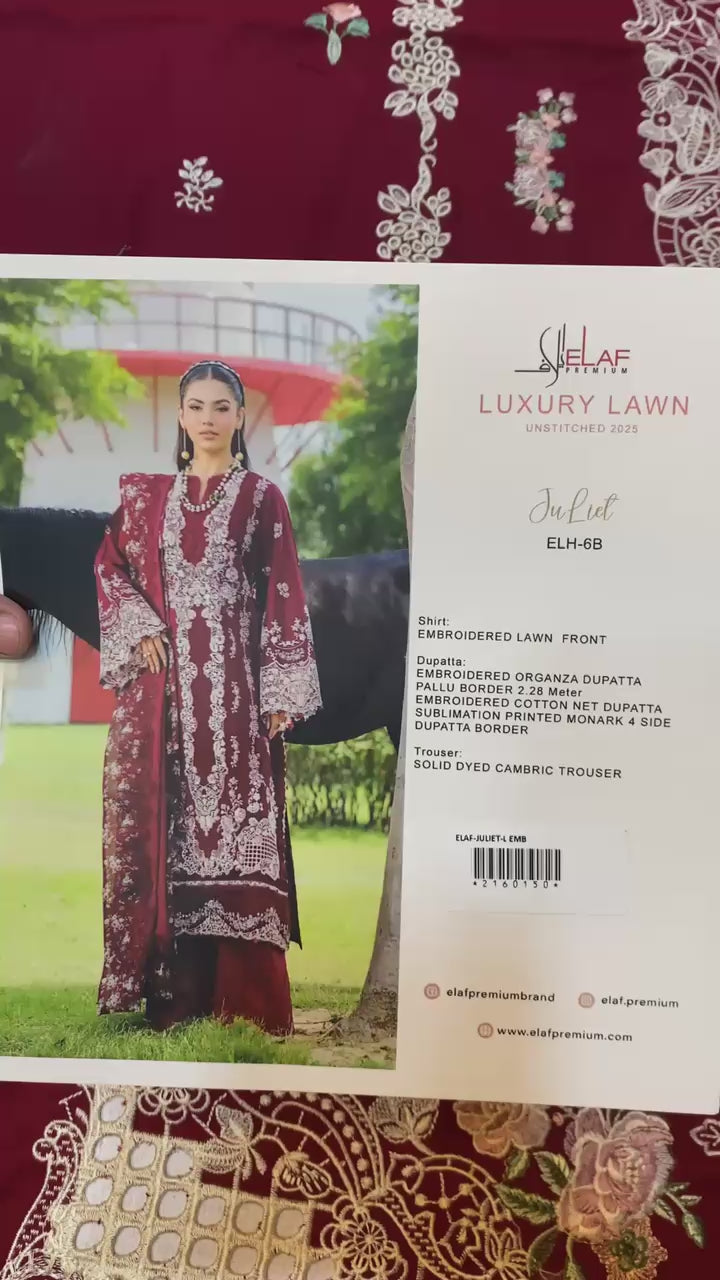 ايلاف ELAF
PREMIUM
LUXURY LAWN
UNSTITCHED 2025
JuLiet
ELH-6B
Shirt:
EMBROIDERED LAWN FRONT
Dupatta:
EMBROIDERED ORGANZA DUPATTA
PALLU BORDER 2.28 Meter
EMBROIDERED COTTON NET DUPATTA
SUBLIMATION PRINTED MONARK 4 SIDE
DUPATTA BORDER
Trouser:
SOLID DYED CAMBRIC TROUSER
ELAF-JULIET-L EMB
*2160150*
elafpremiumbrand
elaf.premium
www.elafpremium.com